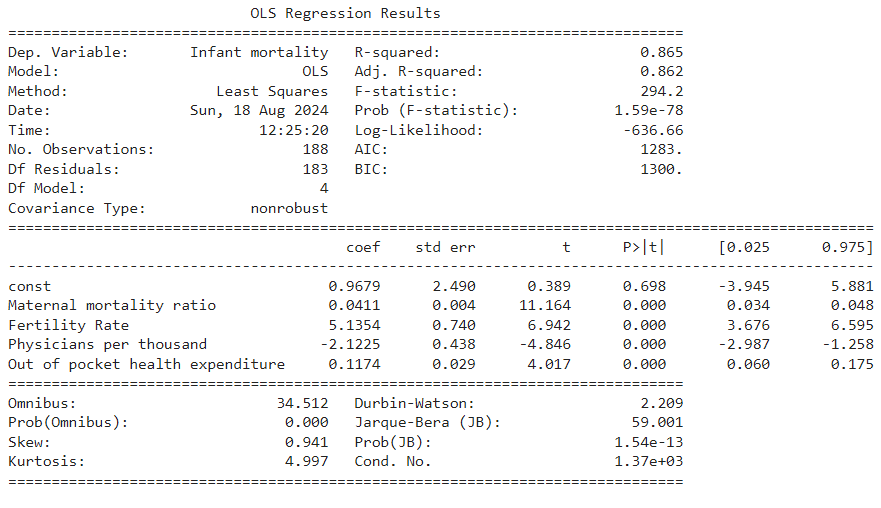 OLS Regression Results
==============================================================================
Dep. Variable:       Infant mortality   R-squared:                       0.865
Model:                            OLS   Adj. R-squared:                  0.862
Method:                 Least Squares   F-statistic:                     294.2
Date:                Sun, 18 Aug 2024   Prob (F-statistic):           1.59e-78
Time:                        12:25:20   Log-Likelihood:                -636.66
No. Observations:                 188   AIC:                             1283.
Df Residuals:                     183   BIC:                             1300.
Df Model:                           4
Covariance Type:            nonrobust
====================================================================================================
                                       coef    std err          t      P>|t|      [0.025      0.975]
----------------------------------------------------------------------------------------------------
const                                0.9679      2.490      0.389      0.698      -3.945       5.881
Maternal mortality ratio             0.0411      0.004     11.164      0.000       0.034       0.048
Fertility Rate                       5.1354      0.740      6.942      0.000       3.676       6.595
Physicians per thousand             -2.1225      0.438     -4.846      0.000      -2.987      -1.258
Out of pocket health expenditure     0.1174      0.029      4.017      0.000       0.060       0.175
==============================================================================
Omnibus:                       34.512   Durbin-Watson:                   2.209
Prob(Omnibus):                  0.000   Jarque-Bera (JB):               59.001
Skew:                           0.941   Prob(JB):                     1.54e-13
Kurtosis:                       4.997   Cond. No.                     1.37e+03
==============================================================================